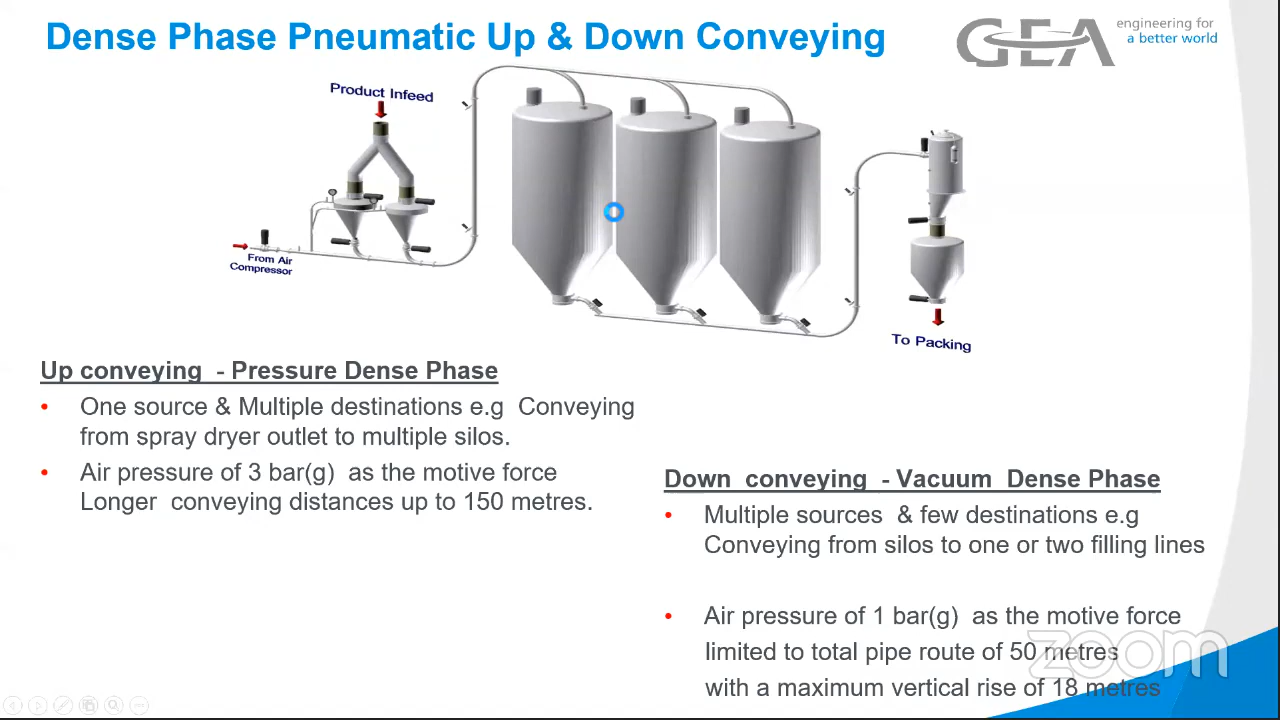 Dense Phase Pneumatic Up & Down Conveying
GEA
engineering for
a better world
Product Infeed
From Air
Compressor
To Packing
Up conveying - Pressure Dense Phase
• One source & Multiple destinations e.g Conveying
from spray dryer outlet to multiple silos.
• Air pressure of 3 bar(g) as the motive force
Longer conveying distances up to 150 metres.
Down conveying - Vacuum Dense Phase
• Multiple sources & few destinations e.g
Conveying from silos to one or two filling lines
• Air pressure of 1 bar(g) as the motive force
limited to total pipe route of 50 metres
with a maximum vertical rise of 18 metres
zoom